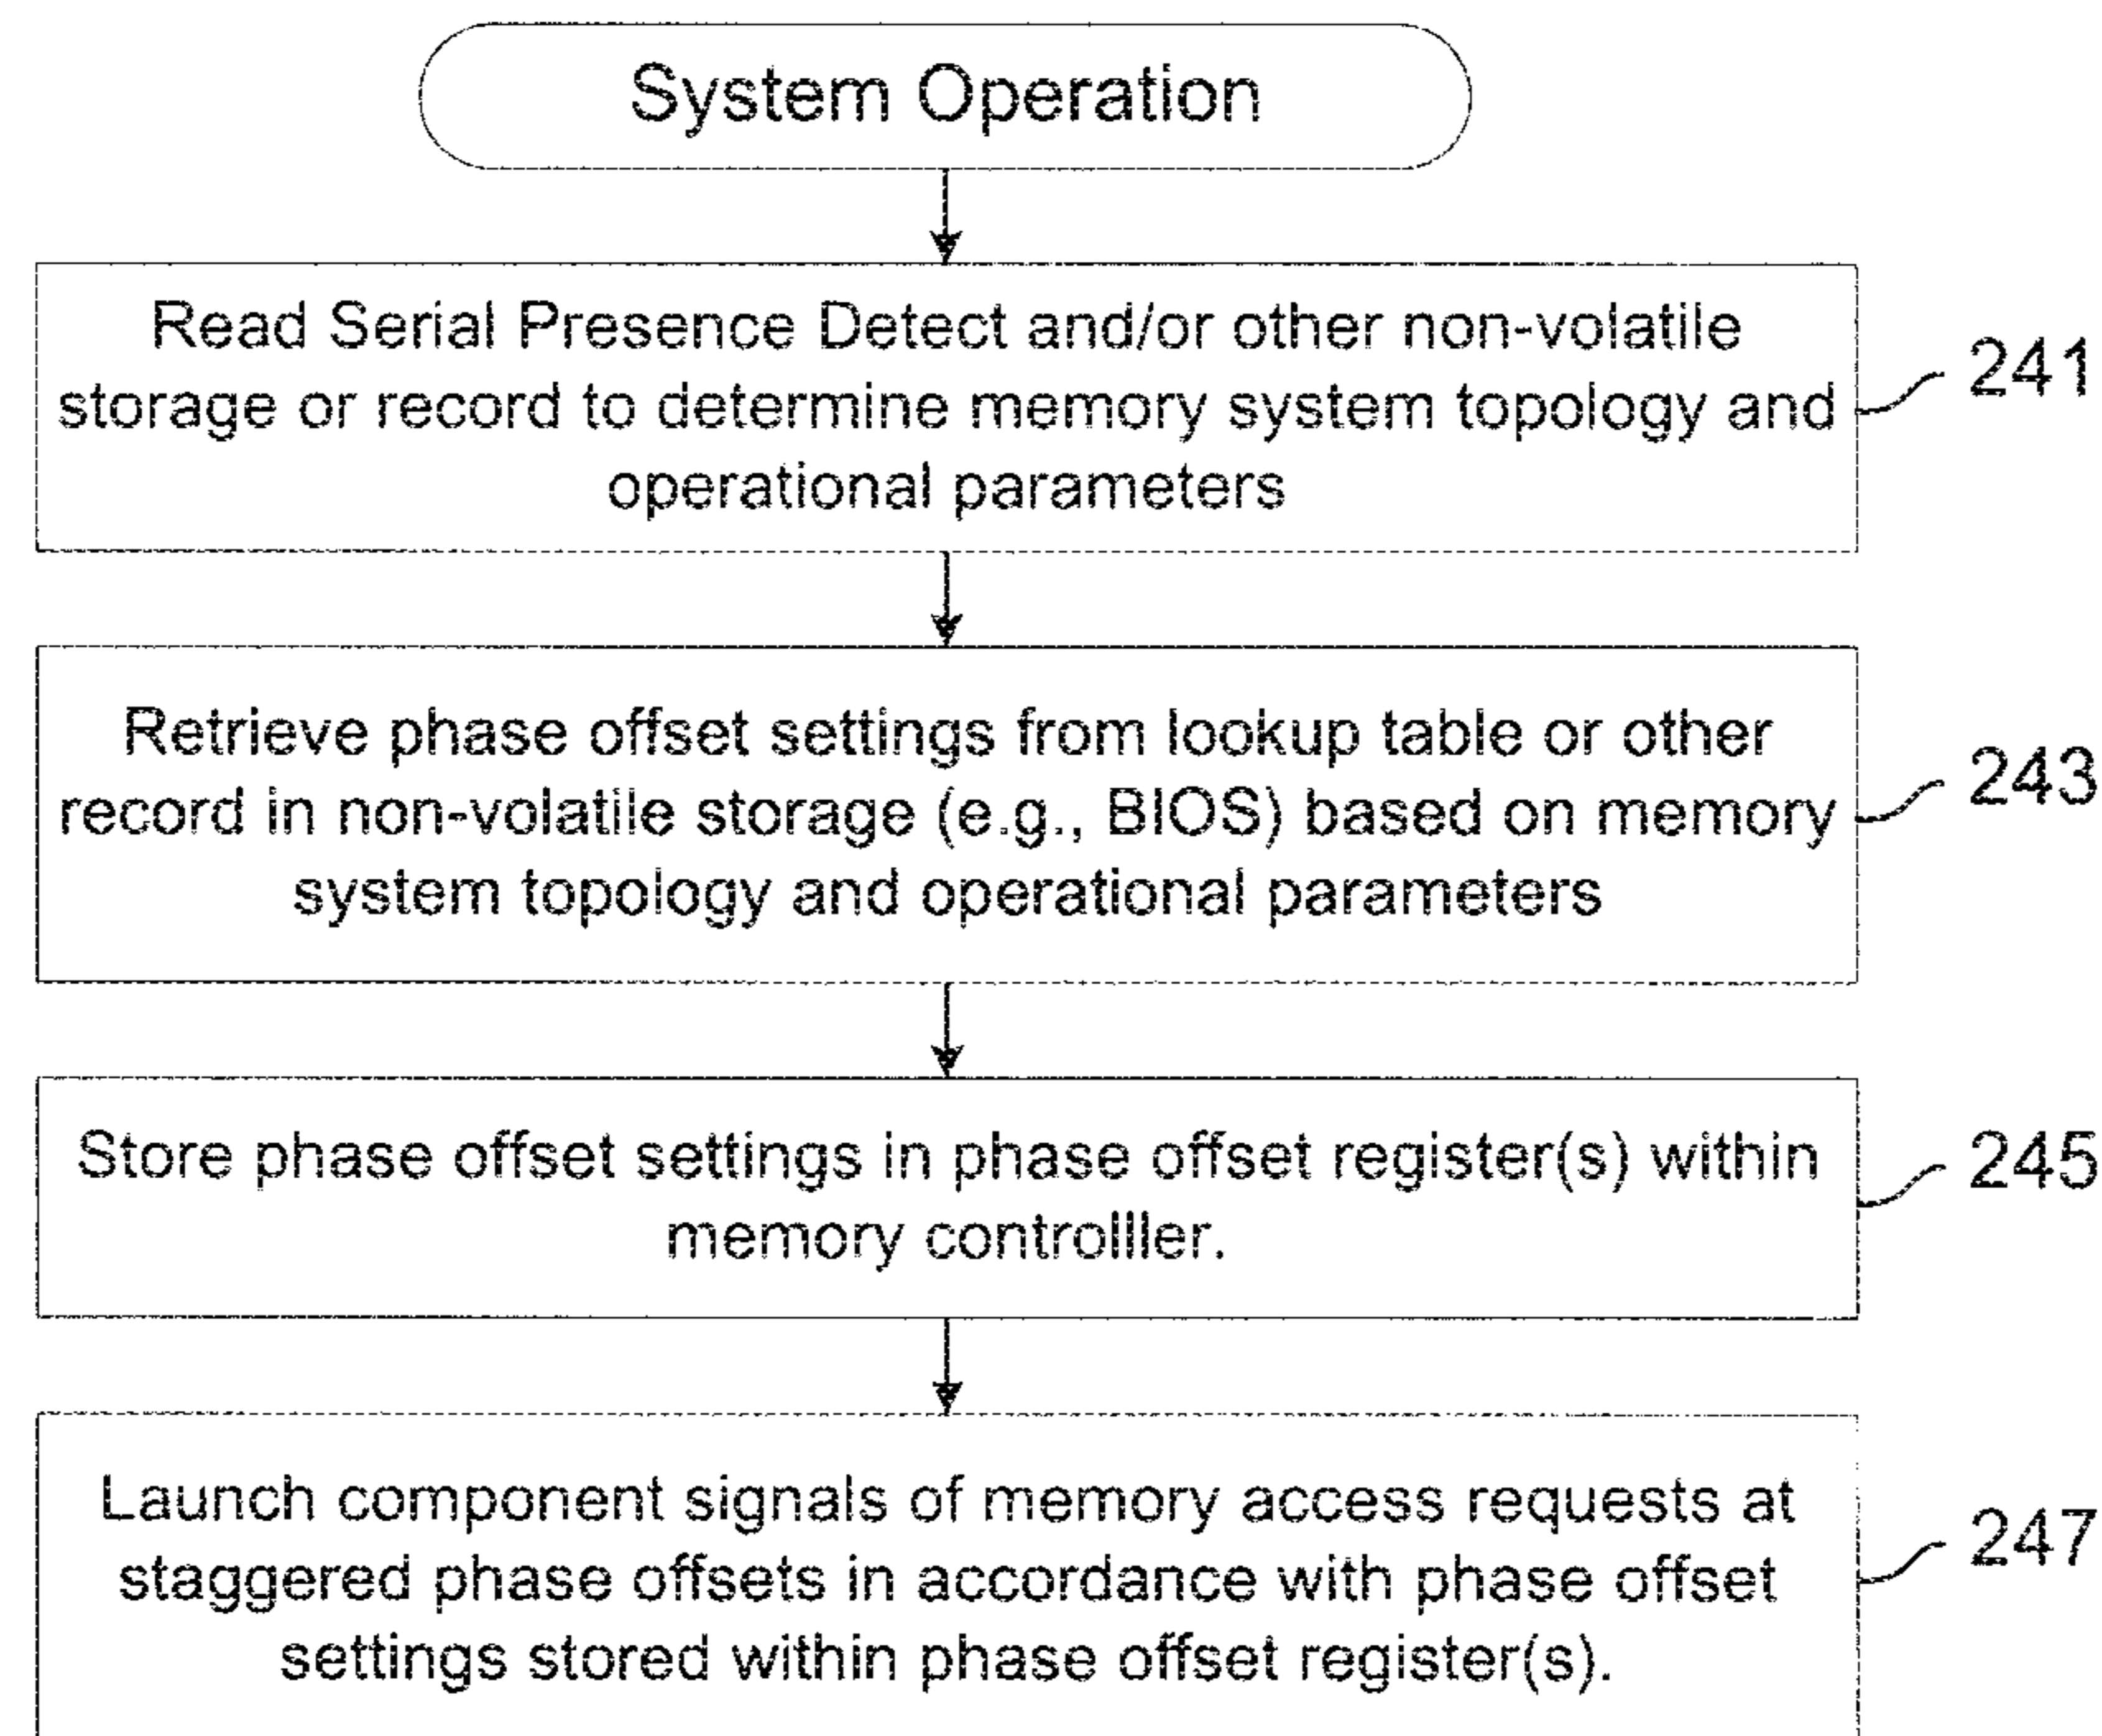 System Operation
Read Serial Presence Detect and/or other non-volatile
storage or record to determine memory system topology and
operational parameters
241
Retrieve phase offset settings from lookup table or other
record in non-volatile storage (e.g., BIOS) based on memory
system topology and operational parameters
243
Store phase offset settings in phase offset register(s) within
memory controlller.
245
Launch component signals of memory access requests at
staggered phase offsets in accordance with phase offset
settings stored within phase offset register(s).
247